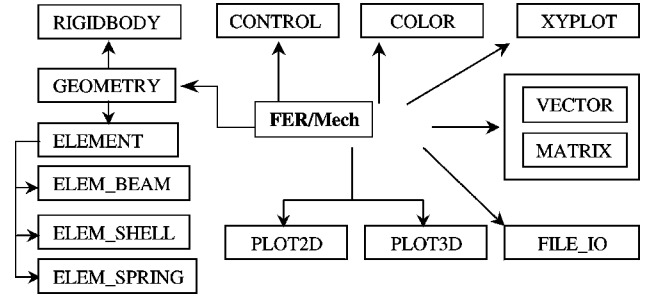 RIGIDBODY
CONTROL
COLOR
XYPLOT
GEOMETRY
FER/Mech
VECTOR
MATRIX
ELEMENT
ELEM_BEAM
ELEM_SHELL
ELEM_SPRING
PLOT2D
PLOT3D
FILE_IO